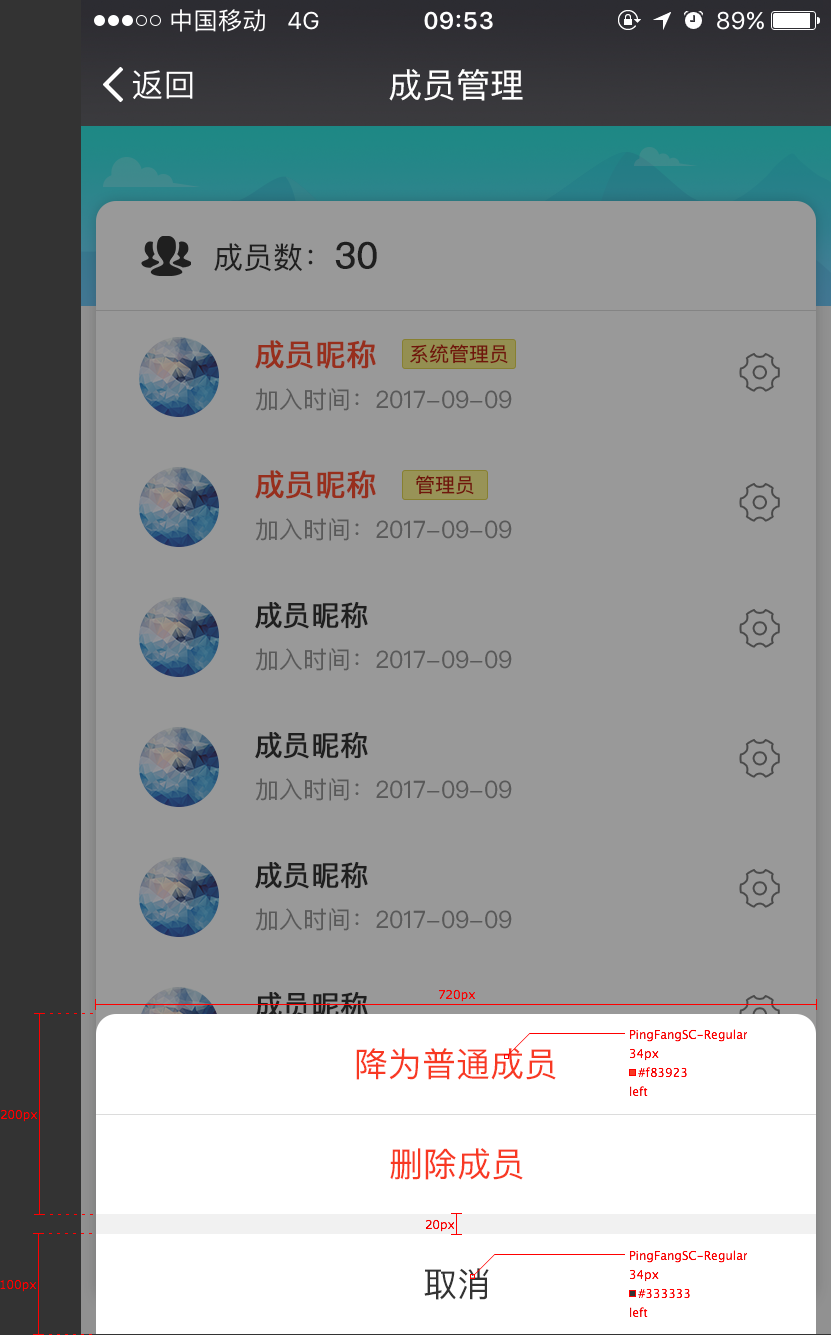 中国移动 4G 09:53 89%
返回 成员管理
成员数：30
成员昵称 系统管理员
加入时间：2017-09-09
成员昵称 管理员
加入时间：2017-09-09
成员昵称
加入时间：2017-09-09
成员昵称
加入时间：2017-09-09
成员昵称
加入时间：2017-09-09
成员昵称
720px
降为普通成员
PingFangSC-Regular
34px
#f83923
left
200px
删除成员
20px
取消
PingFangSC-Regular
34px
#333333
left
100px